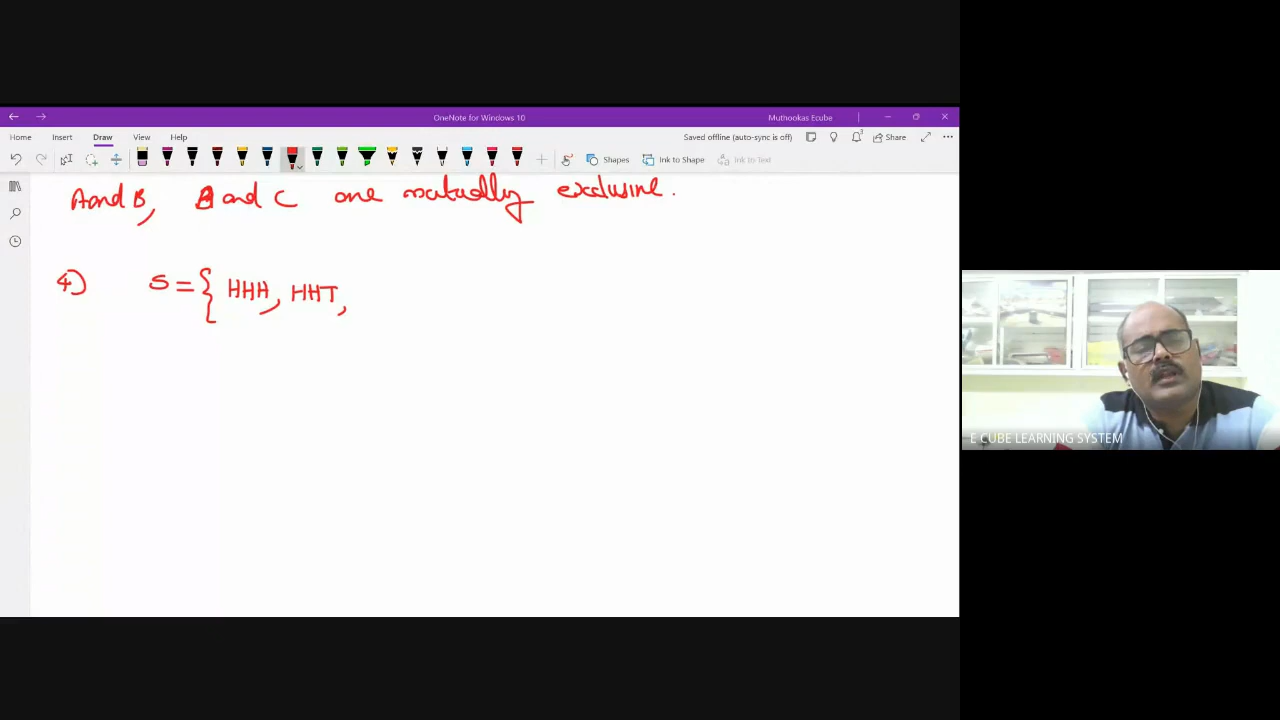 OneNote for Windows 10
Muthookas Ecube
Home Insert Draw View Help
Saved offline (auto-sync is off)
3
Share
Shapes
Ink to Shape
Ink to Text
A and B, B and C are mutually exclusive.
4) S = { HHH, HHT,
E CUBE LEARNING SYSTEM